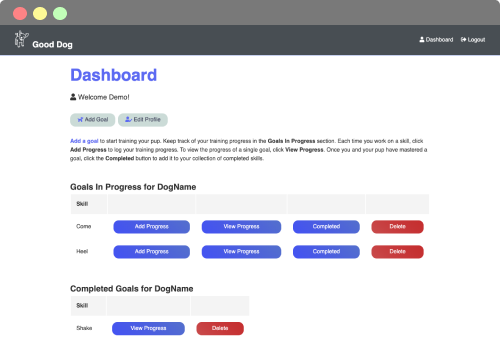 Good Dog
Dashboard Logout
Dashboard
Welcome Demo!
Add Goal Edit Profile
Add a goal to start training your pup. Keep track of your training progress in the Goals In Progress section. Each time you work on a skill, click
Add Progress to log your training progress. To view the progress of a single goal, click View Progress. Once you and your pup have mastered a
goal, click the Completed button to add it to your collection of completed skills.
Goals In Progress for DogName
Skill
Come Add Progress View Progress Completed Delete
Heel Add Progress View Progress Completed Delete
Completed Goals for DogName
Skill
Shake View Progress Delete